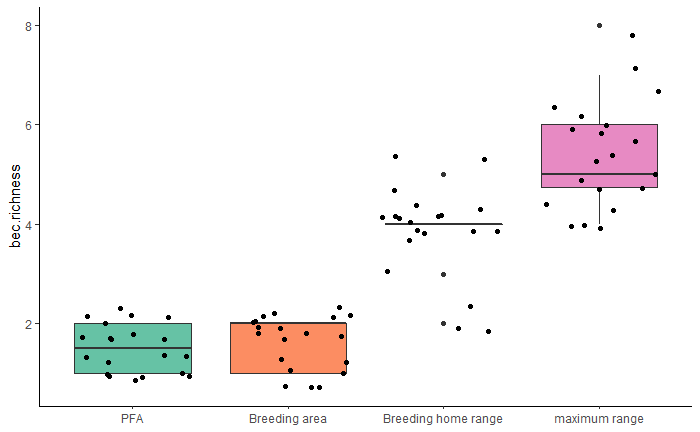 bec.richness
8
6
4
2
PFA
Breeding area
Breeding home range
maximum range